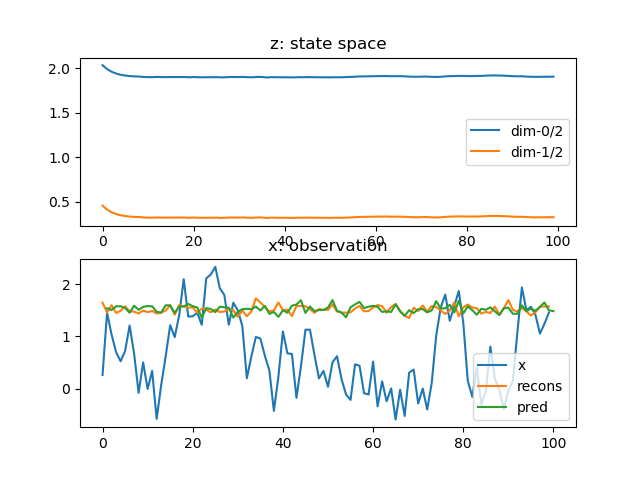 z: state space
2.0
1.5
1.0
0.5
dim-0/2
dim-1/2
0 20 40 60 80 100
x: observation
2
1
0
x
recons
pred
0 20 40 60 80 100